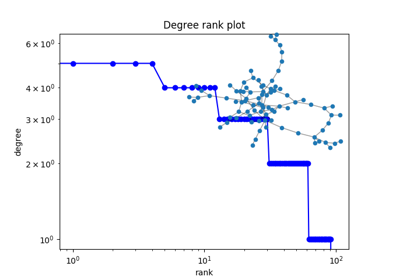 Degree rank plot
6 × 10⁰
4 × 10⁰
3 × 10⁰
2 × 10⁰
10⁰
degree
10⁰ 10¹ 10²
rank